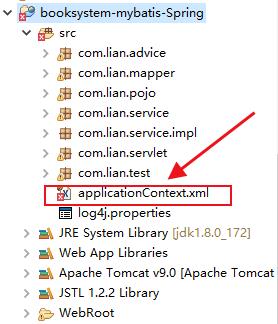 booksystem-mybatis-Spring
src
com.lian.advice
com.lian.mapper
com.lian.pojo
com.lian.service
com.lian.service.impl
com.lian.servlet
com.lian.test
applicationContext.xml
log4j.properties
JRE System Library [jdk1.8.0_172]
Web App Libraries
Apache Tomcat v9.0 [Apache Tomcat
JSTL 1.2.2 Library
WebRoot